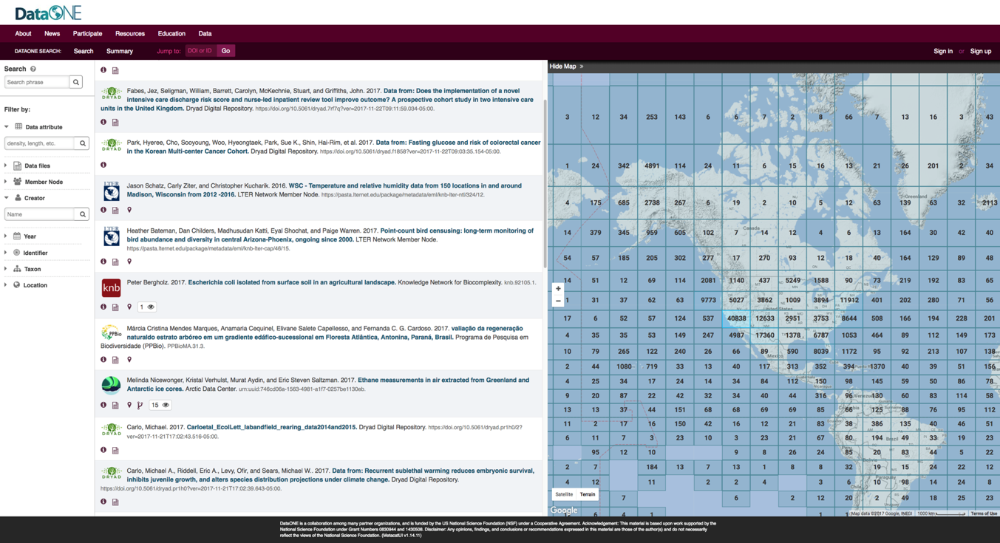 DataONE
About News Participate Resources Education Data
DATAONE SEARCH: Search Summary Jump to: DOI or ID Go Sign in or Sign up
Search
Search phrase
Filter by:
Data attribute
density, length, etc.
Data files
Member Node
Creator
Name
Year
Identifier
Taxon
Location
DRYAD
Fabes, Jez, Seligman, William, Barrett, Carolyn, McKechnie, Stuart, and Griffiths, John. 2017. Data from: Does the implementation of a novel
intensive care discharge risk score and nurse-led inpatient review tool improve outcome? A prospective cohort study in two intensive care
units in the United Kingdom. Dryad Digital Repository. https://doi.org/10.5061/dryad.7rf7q?ver=2017-11-22T09:11:59.034-05:00.
DRYAD
Park, Hyeree, Cho, Sooyoung, Woo, Hyeongtaek, Park, Sue K., Shin, Hai-Rim, et al. 2017. Data from: Fasting glucose and risk of colorectal cancer
in the Korean Multi-center Cancer Cohort. Dryad Digital Repository. https://doi.org/10.5061/dryad.f1858?ver=2017-11-22T09:03:35.154-05:00.
LTER
Jason Schatz, Carly Ziter, and Christopher Kucharik. 2016. WSC - Temperature and relative humidity data from 150 locations in and around
Madison, Wisconsin from 2012 -2016. LTER Network Member Node. https://pasta.lternet.edu/package/metadata/eml/knb-lter-ntl/324/12.
LTER
Heather Bateman, Dan Childers, Madhusudan Katti, Eyal Shochat, and Paige Warren. 2017. Point-count bird censusing: long-term monitoring of
bird abundance and diversity in central Arizona-Phoenix, ongoing since 2000. LTER Network Member Node.
https://pasta.lternet.edu/package/metadata/eml/knb-lter-cap/46/15.
knb
Peter Bergholz. 2017. Escherichia coli isolated from surface soil in an agricultural landscape. Knowledge Network for Biocomplexity. knb.92105.1.
1
PPBio
Márcia Cristina Mendes Marques, Anamaria Cequinel, Elivane Salete Capellesso, and Fernanda C. G. Cardoso. 2017. valiação da regeneração
naturaldo estrato arbóreo em um gradiente edáfico-sucessional em Floresta Atlântica, Antonina, Paraná, Brasil. Programa de Pesquisa em
Biodiversidade (PPBio). PPBioMA.31.3.
Melinda Nicewonger, Kristal Verhulst, Murat Aydin, and Eric Steven Saltzman. 2017. Ethane measurements in air extracted from Greenland and
Antarctic ice cores. Arctic Data Center. urn:uuid:746cd06a-1563-4981-a1f7-0257be1130eb.
15
DRYAD
Carlo, Michael. 2017. Carloetal_EcolLett_labandfield_rearing_data2014and2015. Dryad Digital Repository. https://doi.org/10.5061/dryad.pr1h0/2?
ver=2017-11-21T17:02:43.516-05:00.
DRYAD
Carlo, Michael A., Riddell, Eric A., Levy, Ofir, and Sears, Michael W.. 2017. Data from: Recurrent sublethal warming reduces embryonic survival,
inhibits juvenile growth, and alters species distribution projections under climate change. Dryad Digital Repository.
https://doi.org/10.5061/dryad.pr1h0?ver=2017-11-21T17:02:39.643-05:00.
Hide Map »
3 12 34 253 143 6 6 7 2 8 66 7 13 16 3 43
1 24 342 4891 114 24 11 6 15 16 13 21 26 201 2 34
Greenland
4 175 685 2738 267 6 19 2 10 5 12 63 139 63 32 2113
14 379 345 959 605 102 7 14 12 4 6 13 164 30 42 40
Canada
54 57 185 205 302 277 17 270 93 12 18 40 164 129 89 48
14 51 12 69 114 2081 1140 437 5249 1588 90 73 219 192 83 65
+
−
1 31 37 62 63 9773 5027 3862 1009 3894 11912 401 202 280 71 56
United States
17 6 52 57 124 537 40838 12633 2951 3753 8644 508 166 194 228 201
4 35 35 53 149 247 4987 17360 1378 6787 1053 464 89 112 149 173
10 79 265 122 240 26 66 89 590 8039 1172 95 92 213 107 138
Mexico
2 44 1080 719 33 13 40 117 313 352 394 1370 40 39 51 156
4 25 34 17 24 14 34 84 112 150 98 145 59 50 86 78
9 20 87 22 42 32 34 40 44 316 96 130 60 83 114 58
Venezuela
13 13 37 44 151 68 68 69 69 85 66 125 88 76 95 112
11 2 17 16 150 42 16 12 21 83 38 386 135 40 46 51
6 11 7 3 23 10 3 23 21 67 80 194 49 33 19 23
Peru Brazil
95 12 10 9 8 26 24 85 20 83 44 5 22
Bolivia
2 7 184 13 7 13 1 8 8 32 19 15 24 22 12
4 12 11 2 2 4 3 6 10 98 14 24 8
Chile Paraguay
Satellite Terrain
7 6 2 12 20 2 49 18 25 23
Google
6 4 1 1
Map data ©2017 Google, INEGI 1000 km Terms of Use
DataONE is a collaboration among many partner organizations, and is funded by the US National Science Foundation (NSF) under a Cooperative Agreement. Acknowledgement: This material is based upon work supported by the
National Science Foundation under Grant Numbers 0830944 and 1430508. Disclaimer: Any opinions, findings, and conclusions or recommendations expressed in this material are those of the author(s) and do not necessarily
reflect the views of the National Science Foundation. (MetacatUI v1.14.11)